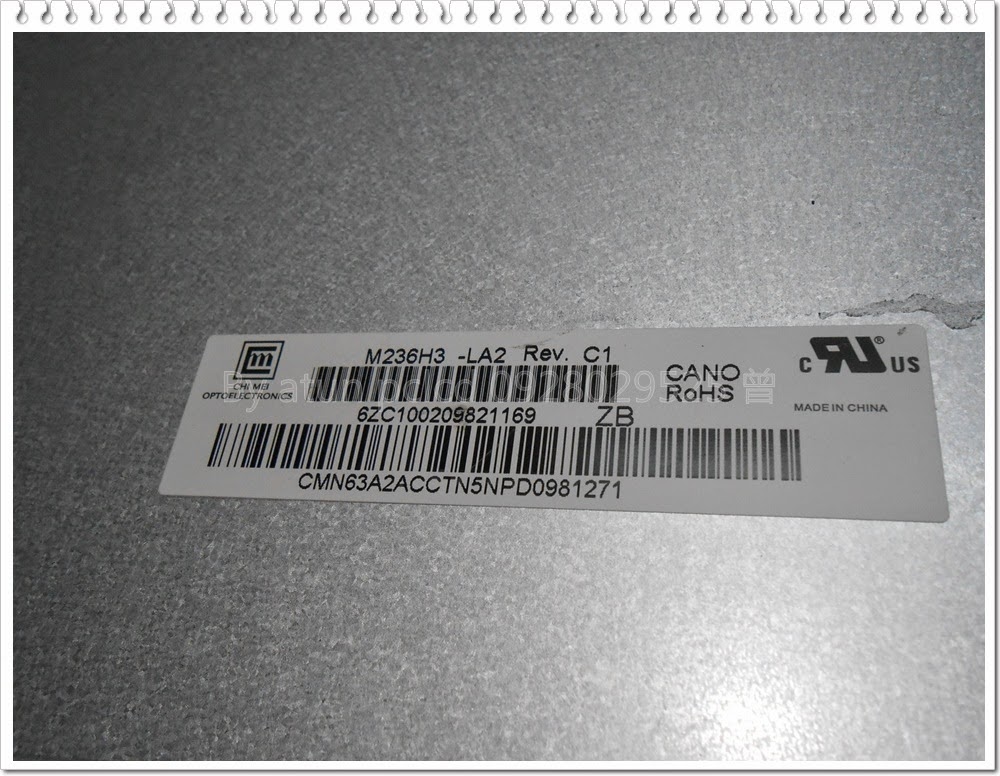 M236H3 -LA2 Rev. C1
CHI MEI
OPTOELECTRONICS
6ZC100209821169
ZB
CANO
RoHS
C US ®
MADE IN CHINA
CMN63A2ACCTN5NPD0981271